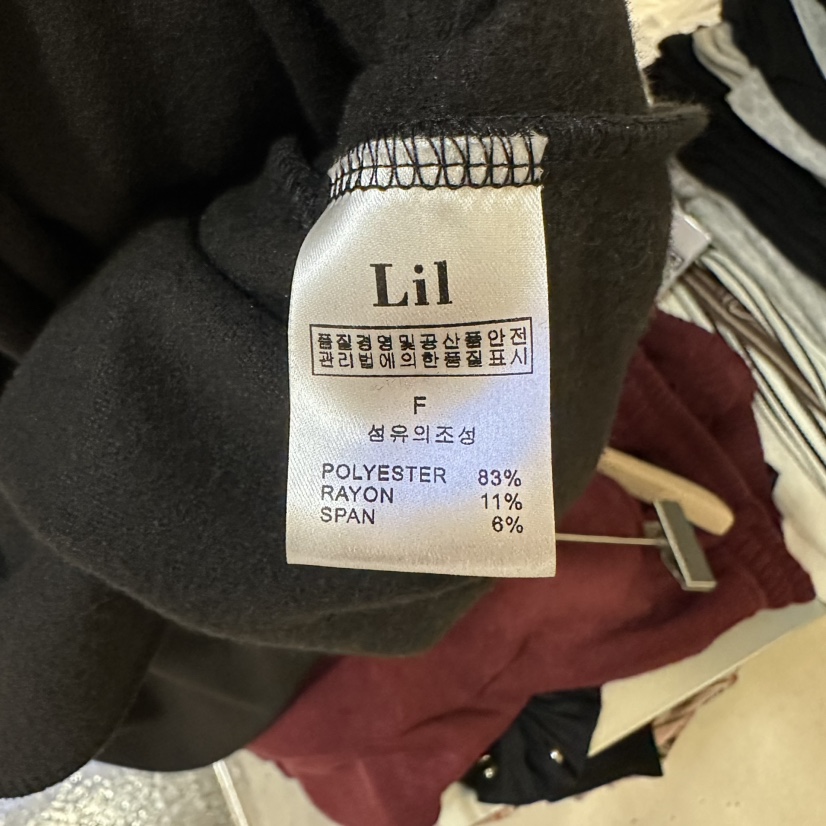 Lil
품질경영및공산품안전
관리법에의한품질표시
F
섬유의조성
POLYESTER 83%
RAYON 11%
SPAN 6%